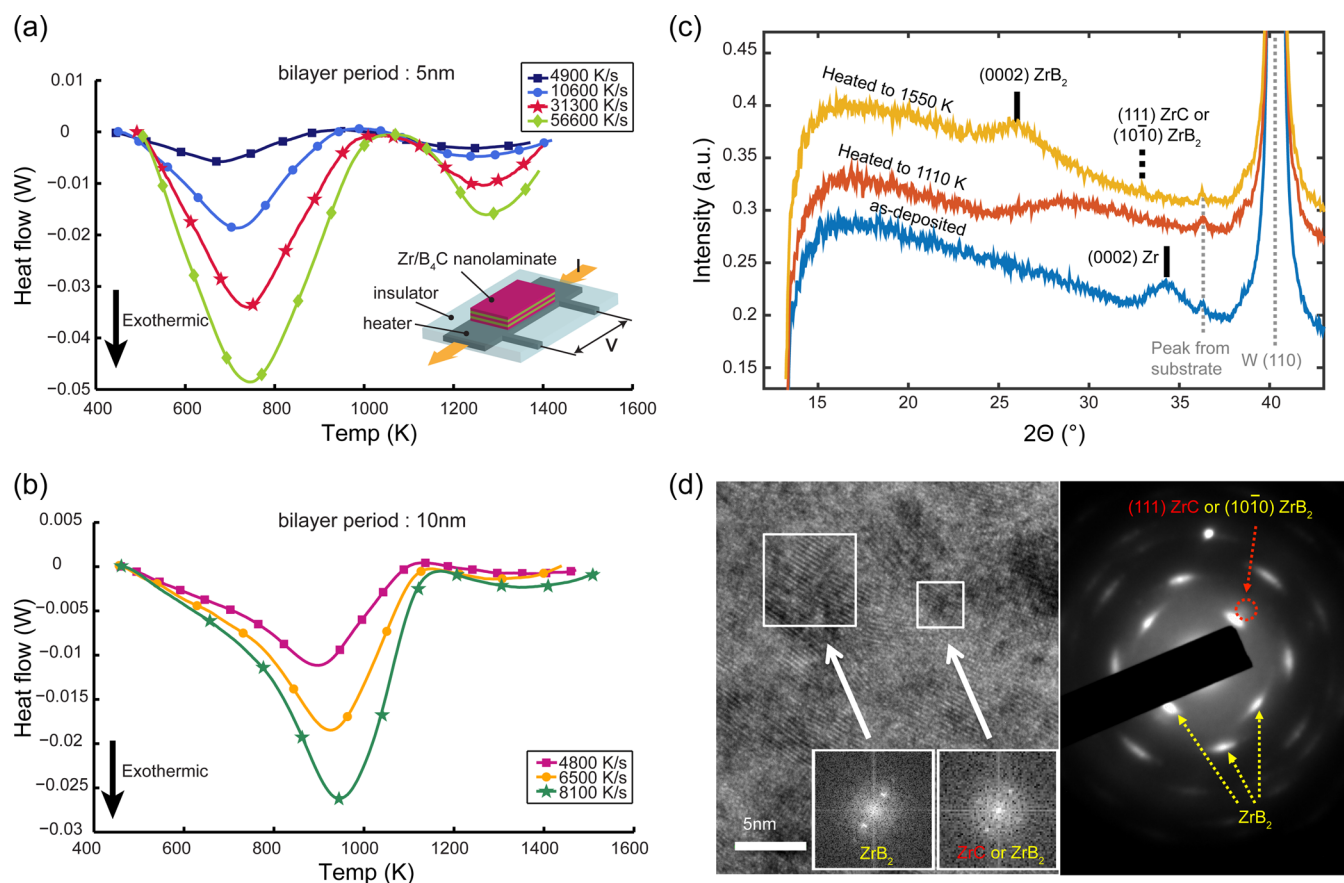 (a)
bilayer period : 5nm
4900 K/s
10600 K/s
31300 K/s
56600 K/s
0.01
0
−0.01
−0.02
−0.03
−0.04
−0.05
Heat flow (W)
Exothermic
Zr/B₄C nanolaminate
insulator
heater
I
V
400 600 800 1000 1200 1400 1600
Temp (K)
(b)
bilayer period : 10nm
0.005
0
−0.005
−0.01
−0.015
−0.02
−0.025
−0.03
Heat flow (W)
Exothermic
4800 K/s
6500 K/s
8100 K/s
400 600 800 1000 1200 1400 1600
Temp (K)
(c)
0.45
0.4
0.35
0.3
0.25
0.2
0.15
Intensity (a.u.)
Heated to 1550 K
(0002) ZrB₂
(111) ZrC or
(101̄0) ZrB₂
Heated to 1110 K
as-deposited
(0002) Zr
Peak from
substrate
W (110)
15 20 25 30 35 40
2Θ (°)
(d)
5nm
ZrB₂
ZrC or ZrB₂
(111) ZrC or (101̄0) ZrB₂
ZrB₂